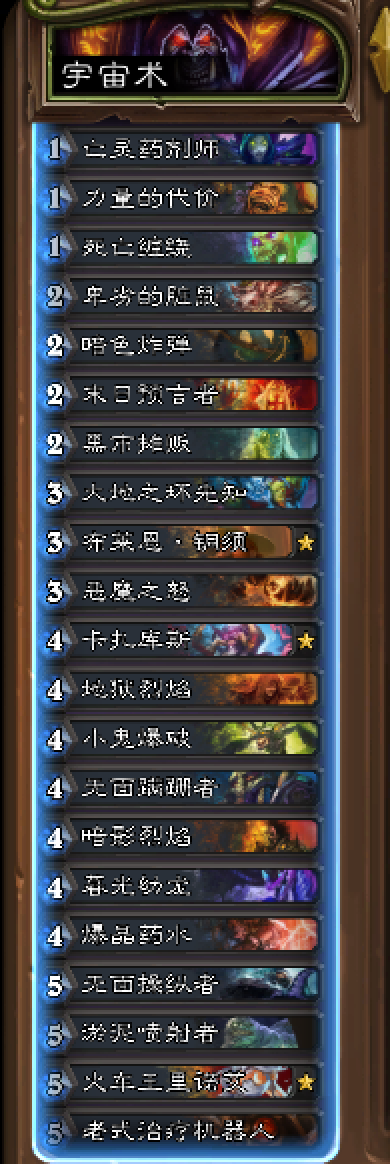 宇宙术
1 亡灵药剂师
1 力量的代价
1 死亡缠绕
2 卑劣的脏鼠
2 暗色炸弹
2 末日预言者
2 黑市摊贩
3 大地之环先知
3 布莱恩·铜须
3 恶魔之怒
4 卡扎库斯
4 地狱烈焰
4 小鬼爆破
4 无面蹒跚者
4 暗影烈焰
4 暮光幼龙
4 爆晶药水
5 无面操纵者
5 淤泥喷射者
5 火车王里诺艾
5 老式治疗机器人